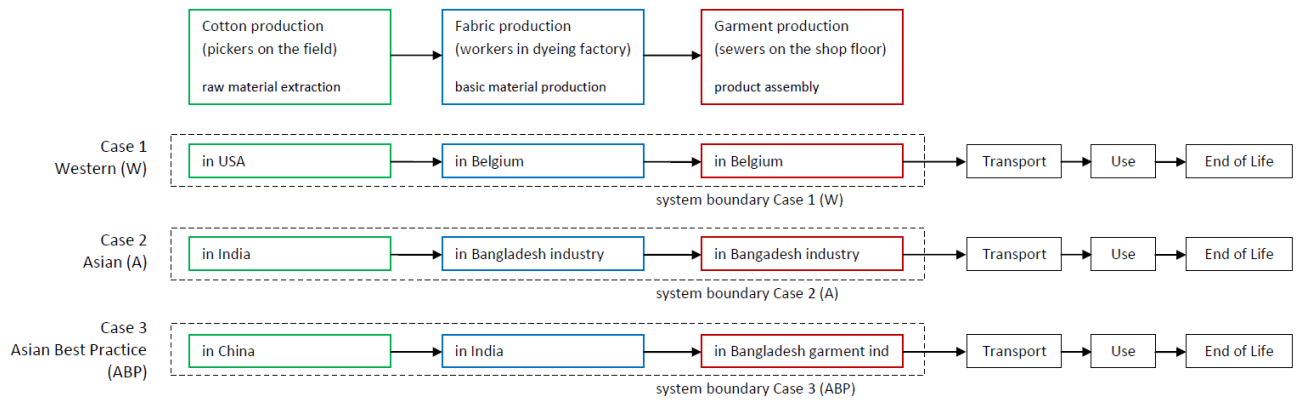 Cotton production
(pickers on the field)
raw material extraction
Fabric production
(workers in dyeing factory)
basic material production
Garment production
(sewers on the shop floor)
product assembly
Case 1
Western (W)
in USA
in Belgium
in Belgium
Transport
Use
End of Life
system boundary Case 1 (W)
Case 2
Asian (A)
in India
in Bangladesh industry
in Bangadesh industry
Transport
Use
End of Life
system boundary Case 2 (A)
Case 3
Asian Best Practice
(ABP)
in China
in India
in Bangladesh garment ind
Transport
Use
End of Life
system boundary Case 3 (ABP)